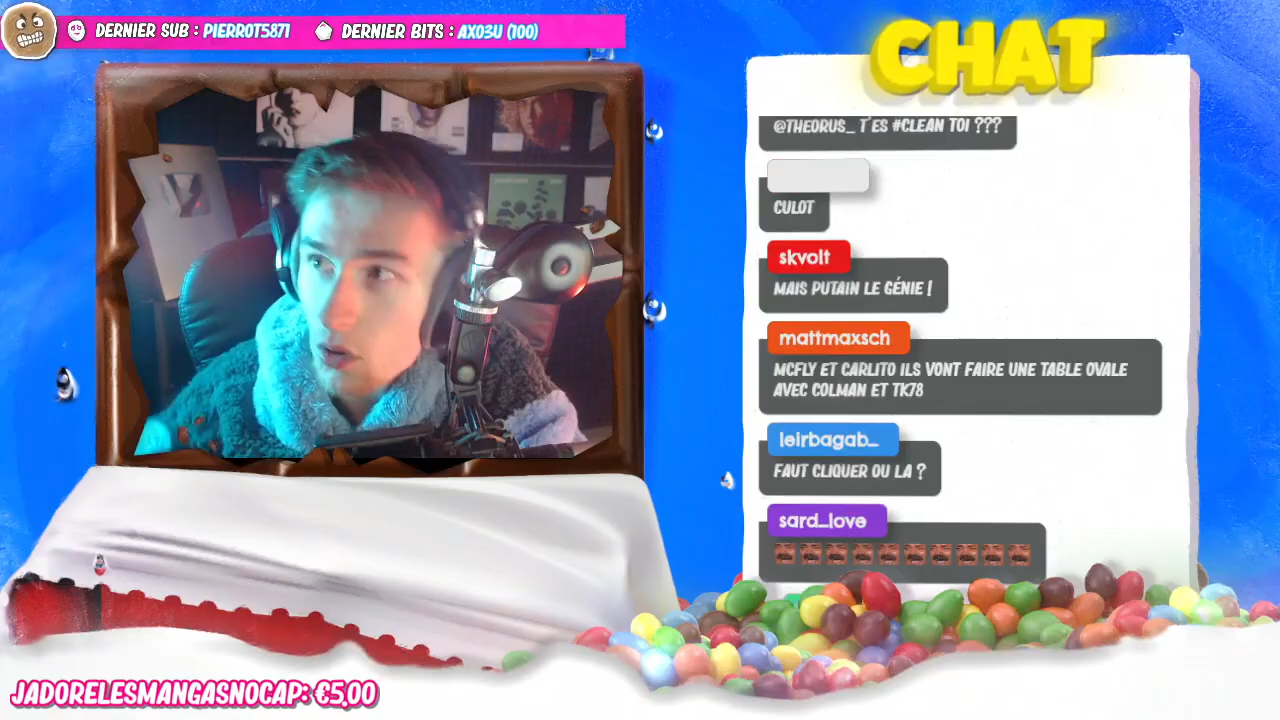 DERNIER SUB : PIERROT5871
DERNIER BITS : AXO3U (100)
CHAT
@THEORUS_ T'ES #CLEAN TOI ???
CULOT
skvolt
MAIS PUTAIN LE GÉNIE !
mattmaxsch
MCFLY ET CARLITO ILS VONT FAIRE UNE TABLE OVALE
AVEC COLMAN ET TK78
leirbagab_
FAUT CLIQUER OU LA ?
sard_love
JADORELESMANGASNOCAP: €5,00